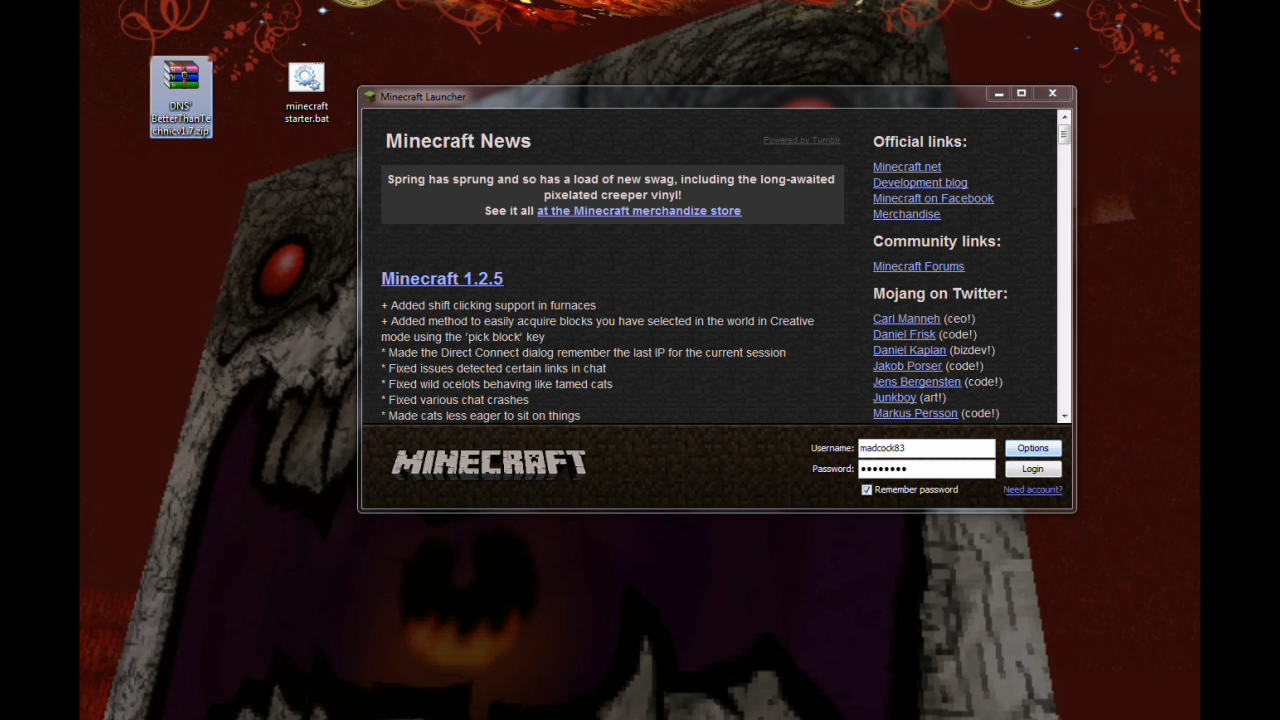 DNS'
BetterThanTe
chnicv1.7.zip
minecraft
starter.bat
Minecraft Launcher
Minecraft News
Powered by Tumblr
Spring has sprung and so has a load of new swag, including the long-awaited
pixelated creeper vinyl!
See it all at the Minecraft merchandize store
Minecraft 1.2.5
+ Added shift clicking support in furnaces
+ Added method to easily acquire blocks you have selected in the world in Creative
mode using the 'pick block' key
* Made the Direct Connect dialog remember the last IP for the current session
* Fixed issues detected certain links in chat
* Fixed wild ocelots behaving like tamed cats
* Fixed various chat crashes
* Made cats less eager to sit on things
Official links:
Minecraft.net
Development blog
Minecraft on Facebook
Merchandise
Community links:
Minecraft Forums
Mojang on Twitter:
Carl Manneh (ceo!)
Daniel Frisk (code!)
Daniel Kaplan (bizdev!)
Jakob Porser (code!)
Jens Bergensten (code!)
Junkboy (art!)
Markus Persson (code!)
MINECRAFT
Username: madcock83
Options
Password: ●●●●●●●●
Login
Remember password
Need account?